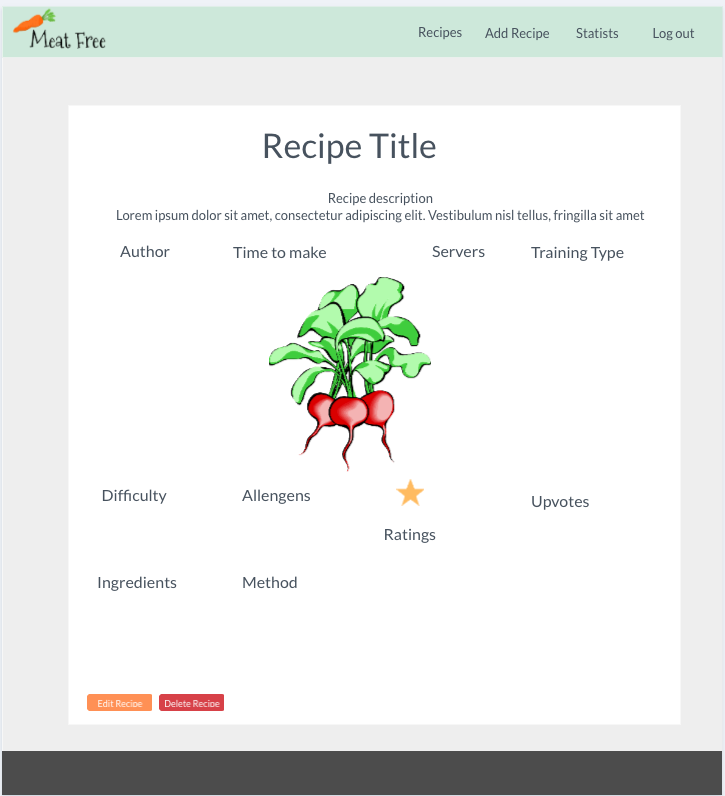 Meat Free
Recipes Add Recipe Statists Log out
Recipe Title
Recipe description
Lorem ipsum dolor sit amet, consectetur adipiscing elit. Vestibulum nisl tellus, fringilla sit amet
Author Time to make Servers Training Type
Difficulty Allengens Upvotes
Ratings
Ingredients Method
Edit Recipe Delete Recipe